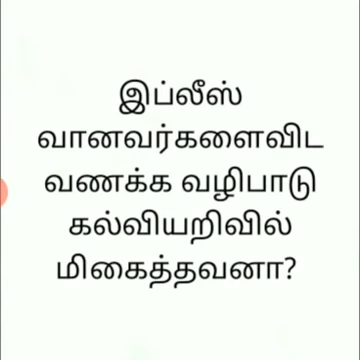 இப்லீஸ்
வானவர்களைவிட
வணக்க வழிபாடு
கல்வியறிவில்
மிகைத்தவனா?